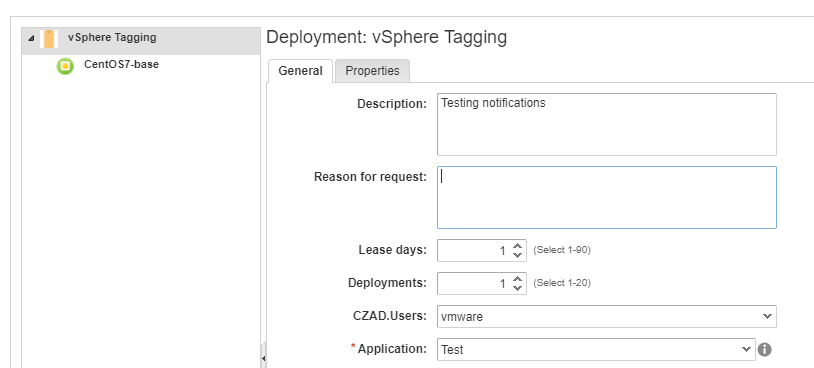 vSphere Tagging
CentOS7-base
Deployment: vSphere Tagging
General Properties
Description: Testing notifications
Reason for request:
Lease days: 1 (Select 1-90)
Deployments: 1 (Select 1-20)
CZAD.Users: vmware
*Application: Test